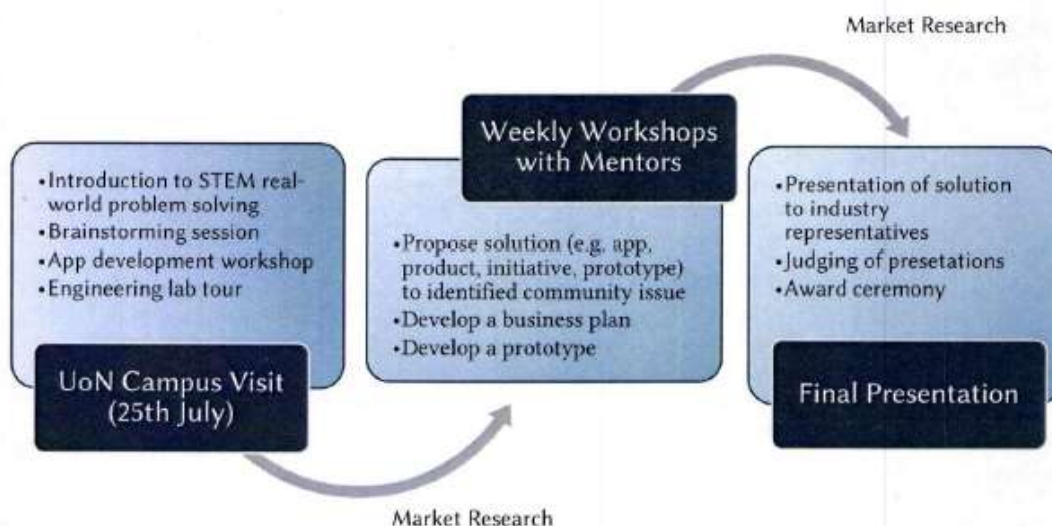 Market Research
Weekly Workshops
with Mentors
•Introduction to STEM real-
world problem solving
•Brainstorming session
•App development workshop
•Engineering lab tour
UoN Campus Visit
(25th July)
•Propose solution (e.g. app,
product, initiative, prototype)
to identified community issue
•Develop a business plan
•Develop a prototype
•Presentation of solution
to industry
representatives
•Judging of presetations
•Award ceremony
Final Presentation
Market Research